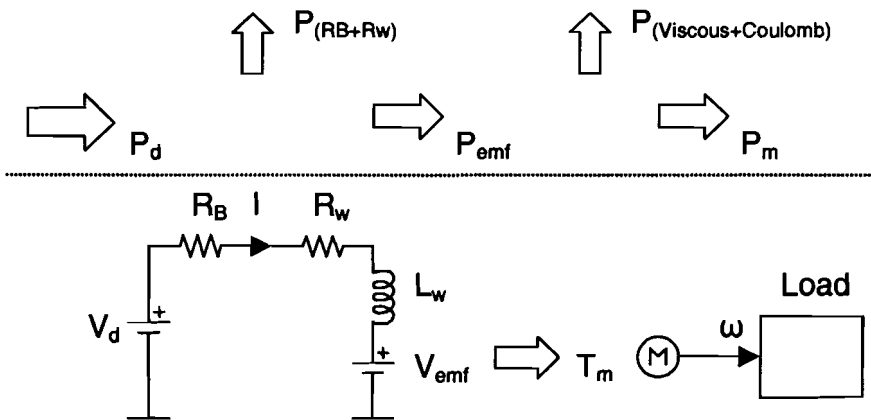 P(RB+Rw) P(Viscous+Coulomb)
Pd Pemf Pm
RB I Rw
Lw Load
+ ω
Vd + M
Vemf Tm